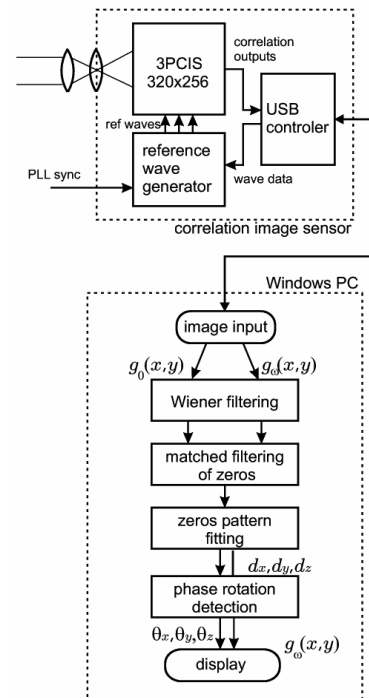 3PCIS
320x256
correlation
outputs
ref waves
USB
controler
reference
wave
generator
wave data
PLL sync
correlation image sensor
Windows PC
image input
g₀(x,y) gω(x,y)
Wiener filtering
matched filtering
of zeros
zeros pattern
fitting
dx,dy,dz
phase rotation
detection
θx,θy,θz
gω(x,y)
display